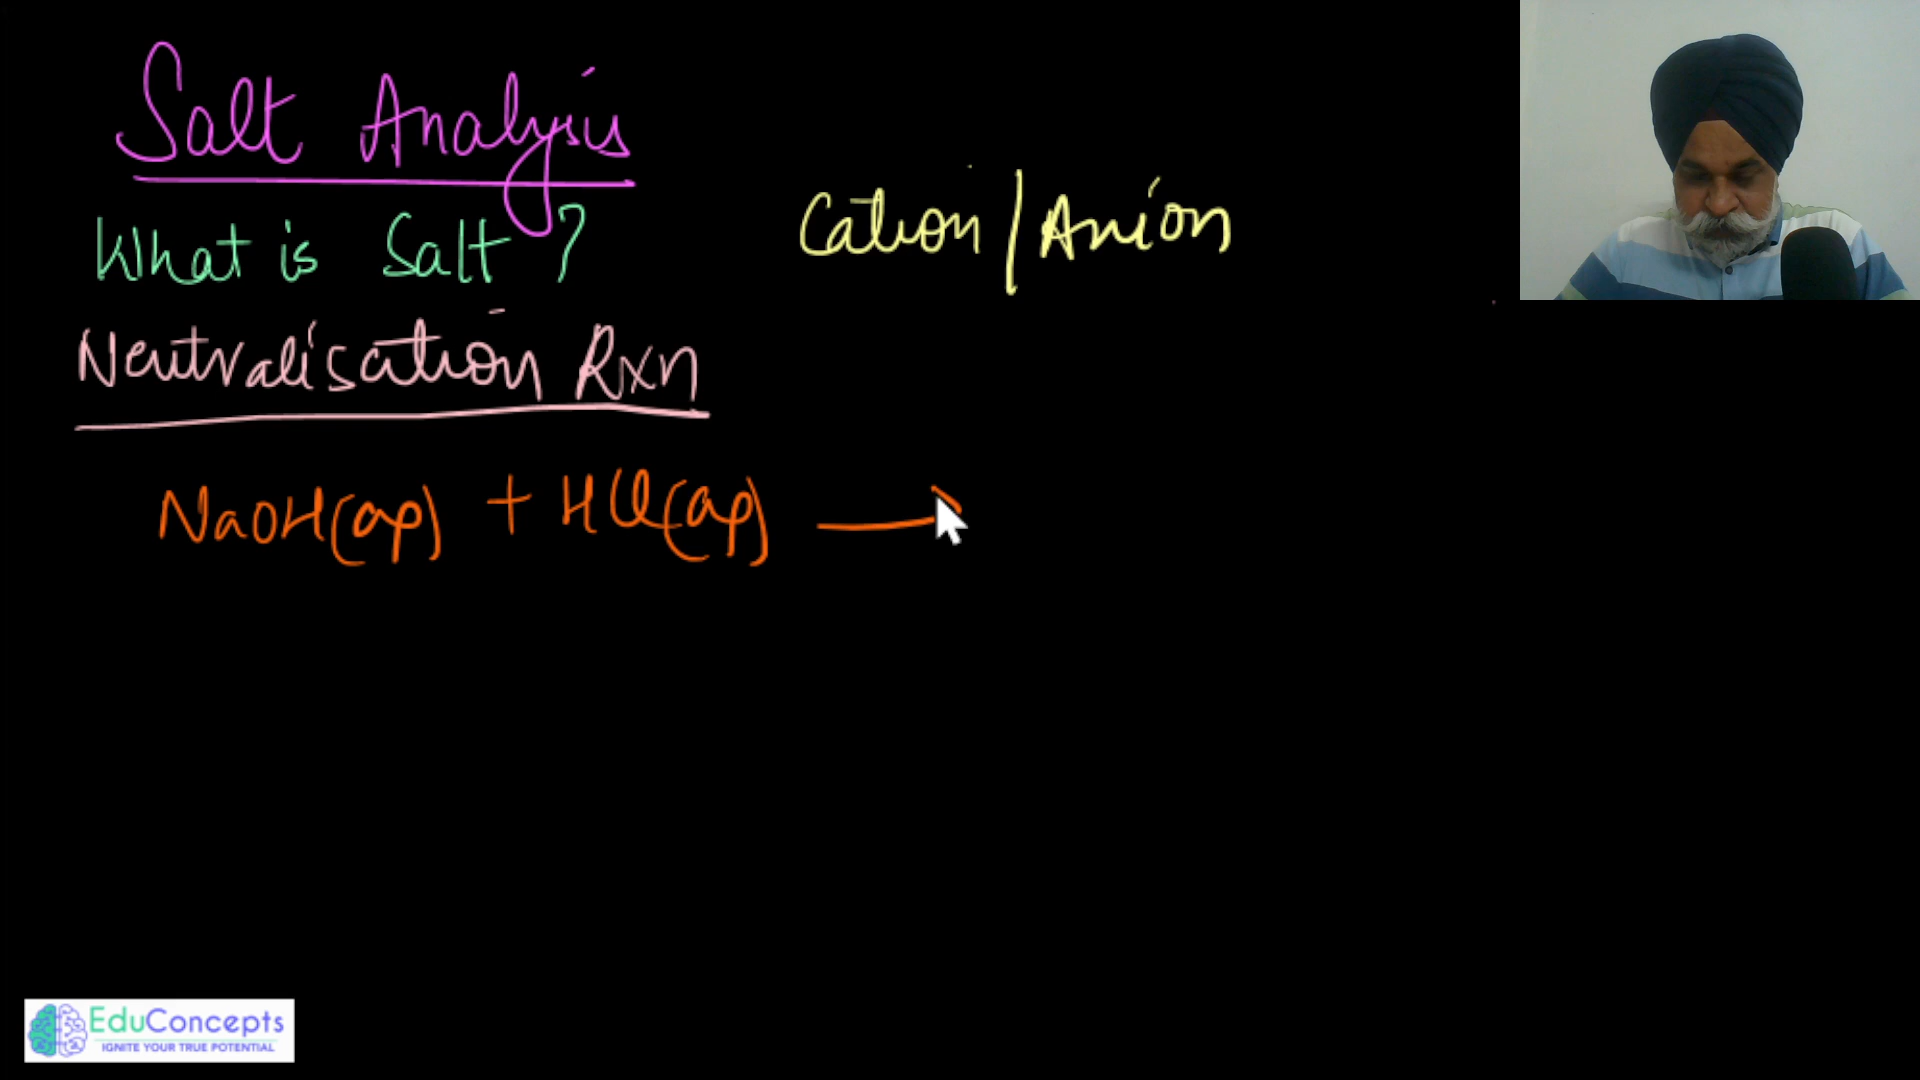 Salt Analysis
What is Salt?
Cation/Anion
Neutralisation Rxn
NaOH(aq) + HCl(aq) →
EduConcepts
IGNITE YOUR TRUE POTENTIAL